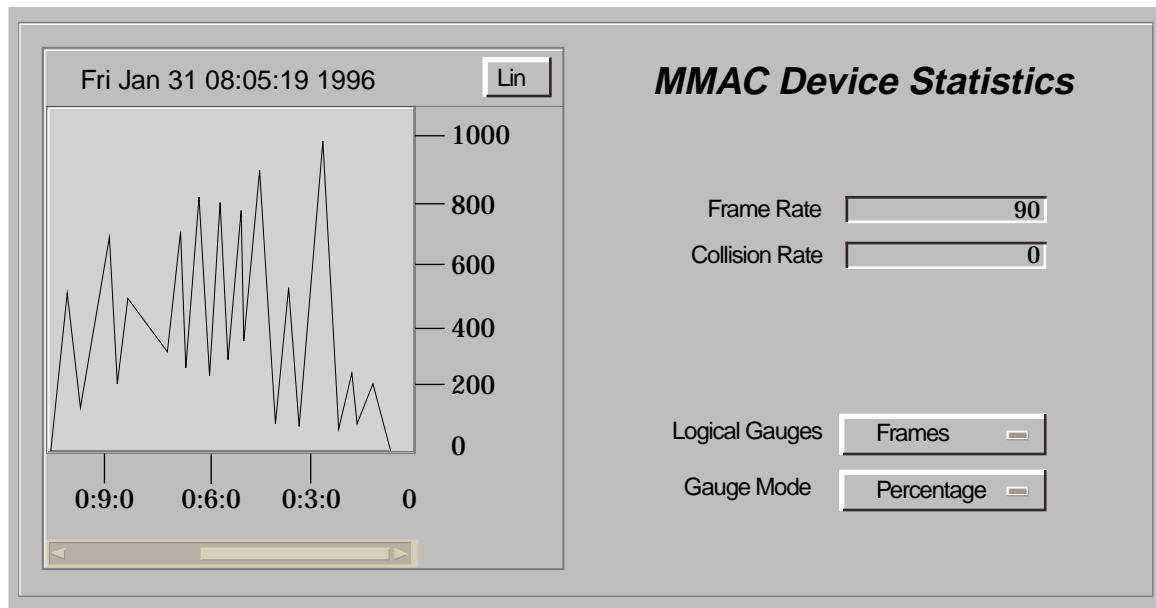 Fri Jan 31 08:05:19 1996
Lin
1000
800
600
400
200
0
0:9:0 0:6:0 0:3:0 0
MMAC Device Statistics
Frame Rate 90
Collision Rate 0
Logical Gauges Frames
Gauge Mode Percentage